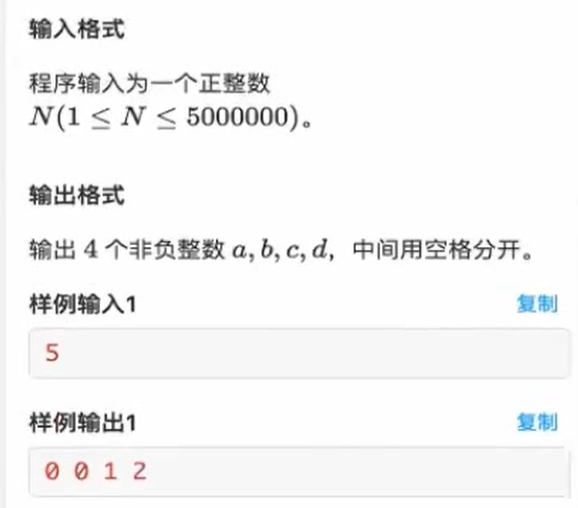 输入格式
程序输入为一个正整数
N(1 ≤ N ≤ 5000000)。
输出格式
输出 4 个非负整数 a, b, c, d，中间用空格分开。
样例输入1
复制
5
样例输出1
复制
0 0 1 2